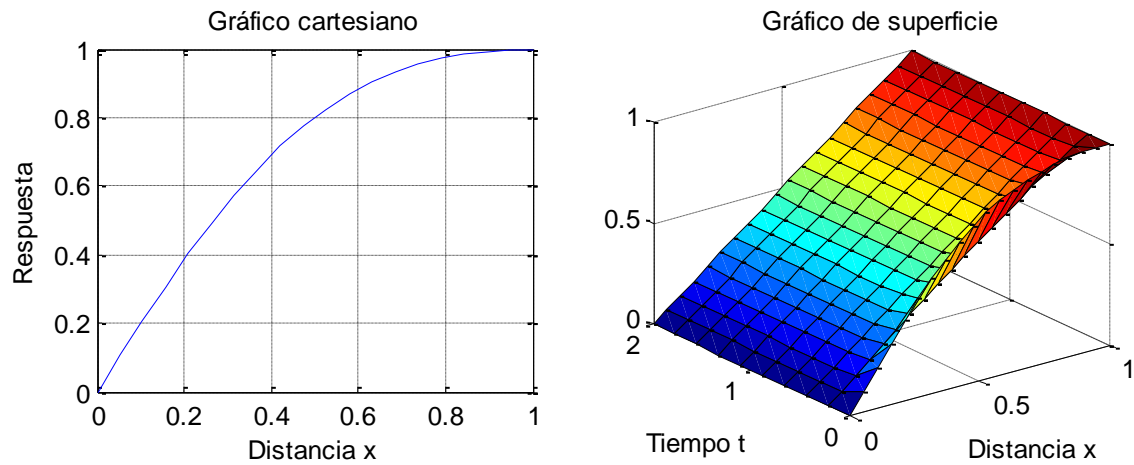 Gráfico cartesiano
1
0.8
0.6
0.4
0.2
0
Respuesta
0 0.2 0.4 0.6 0.8 1
Distancia x
Gráfico de superficie
1
0.5
0
2
1
0
0
0.5
1
Tiempo t
Distancia x